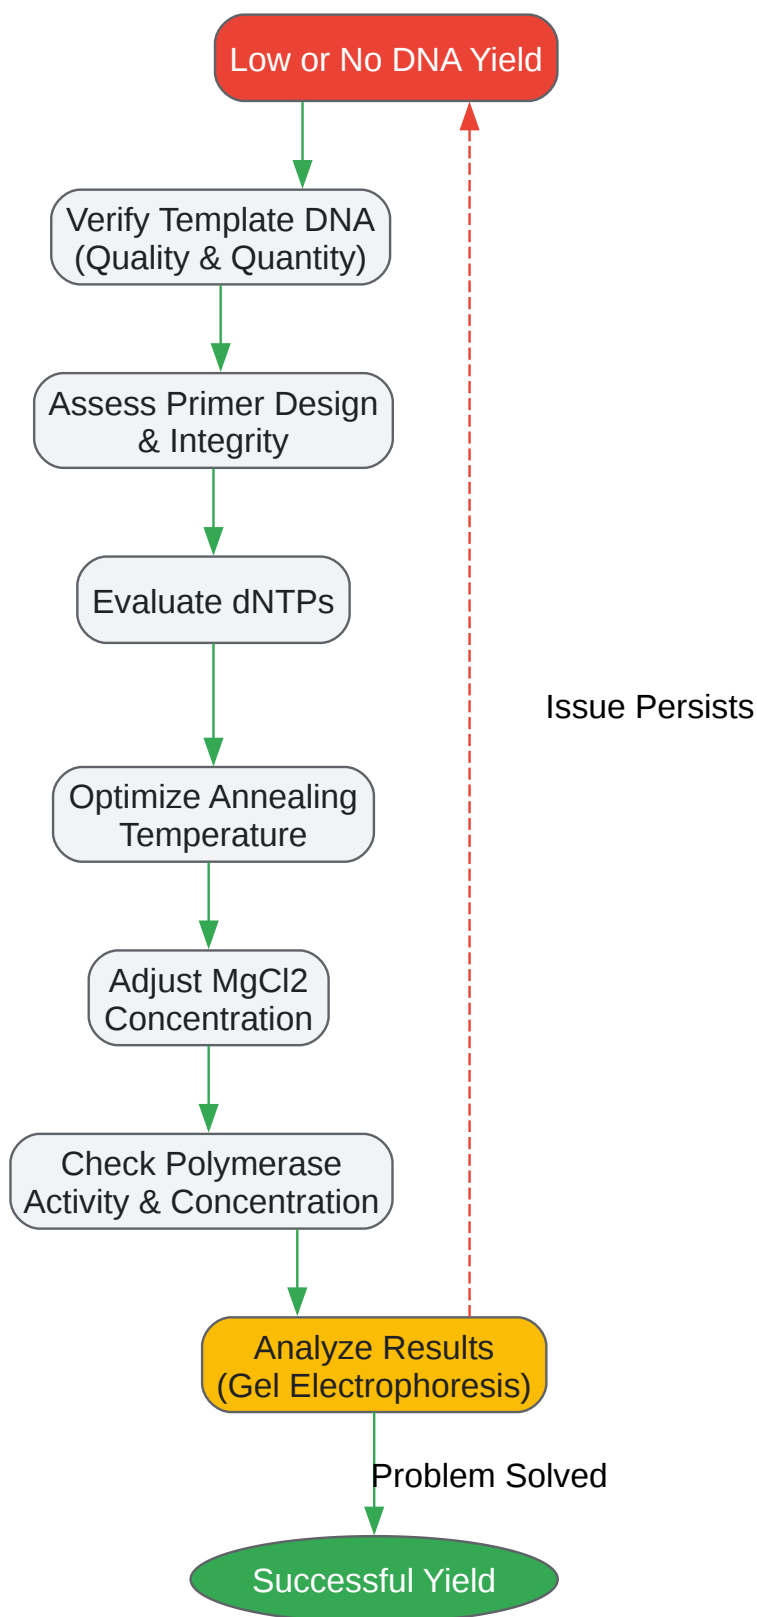 Low or No DNA Yield
Verify Template DNA
(Quality & Quantity)
Assess Primer Design
& Integrity
Evaluate dNTPs
Issue Persists
Optimize Annealing
Temperature
Adjust MgCl2
Concentration
Check Polymerase
Activity & Concentration
Analyze Results
(Gel Electrophoresis)
Problem Solved
Successful Yield